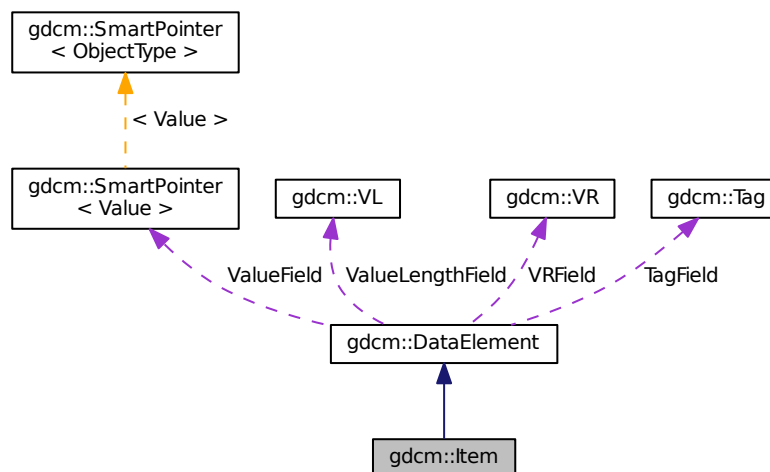 gdcm::SmartPointer
< ObjectType >
< Value >
gdcm::SmartPointer
< Value >
gdcm::VL
gdcm::VR
gdcm::Tag
ValueField
ValueLengthField
VRField
TagField
gdcm::DataElement
gdcm::Item